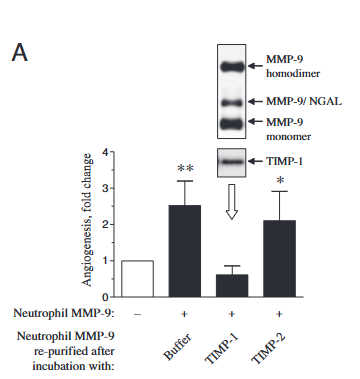 A
MMP-9
homodimer
MMP-9/ NGAL
MMP-9
monomer
TIMP-1
Angiogenesis, fold change
4
3
2
1
0
**
*
Neutrophil MMP-9: – + + +
Neutrophil MMP-9
re-purified after
incubation with:
Buffer
TIMP-1
TIMP-2